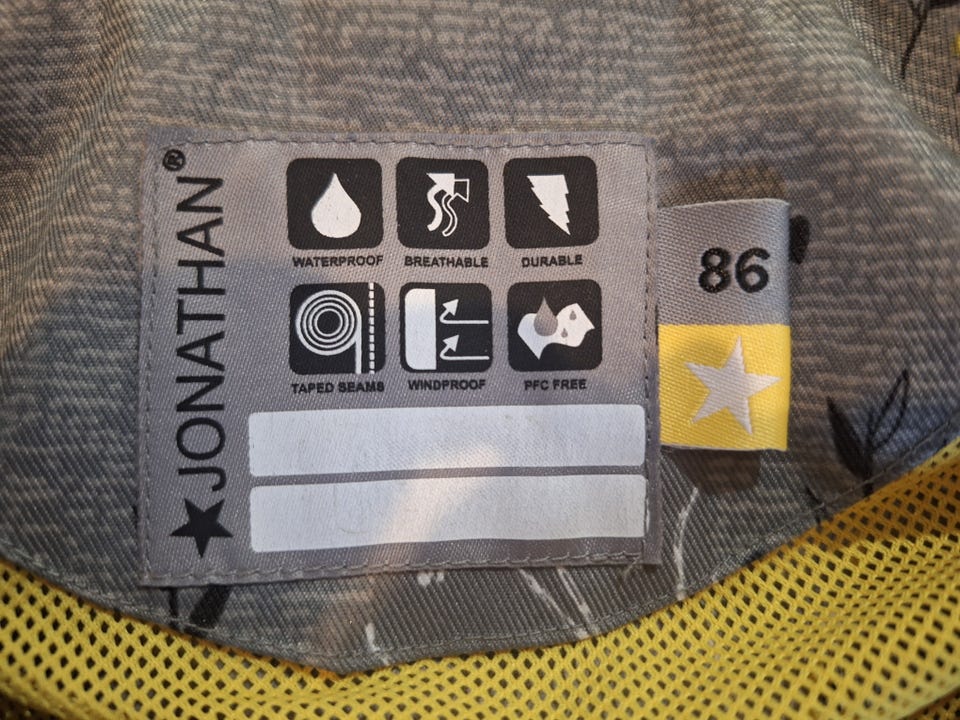 ★JONATHAN®
WATERPROOF BREATHABLE DURABLE
TAPED SEAMS WINDPROOF PFC FREE
86